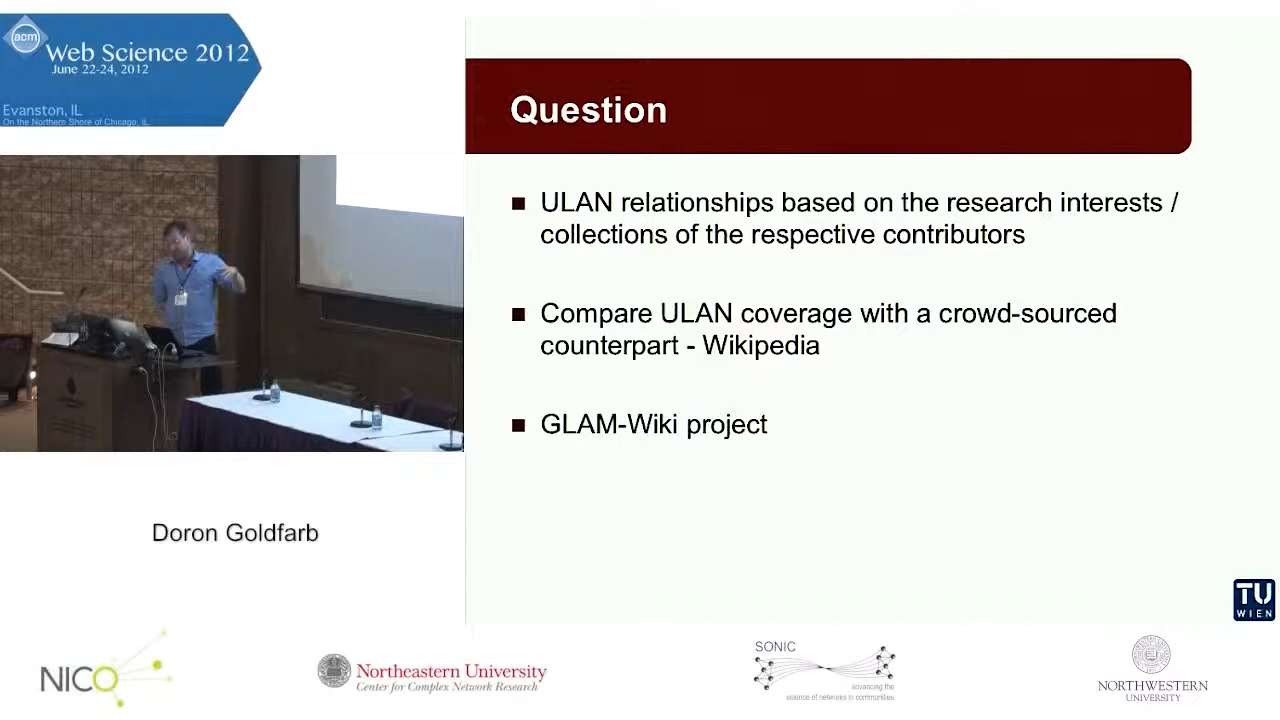 acm
Web Science 2012
June 22-24, 2012
Evanston, IL
On the Northern Shore of Chicago, IL
Question
ULAN relationships based on the research interests /
collections of the respective contributors
Compare ULAN coverage with a crowd-sourced
counterpart - Wikipedia
GLAM-Wiki project
Doron Goldfarb
TU
WIEN
NICO
Northeastern University
Center for Complex Network Research
SONIC
advancing the
science of networks in communities
NORTHWESTERN
UNIVERSITY